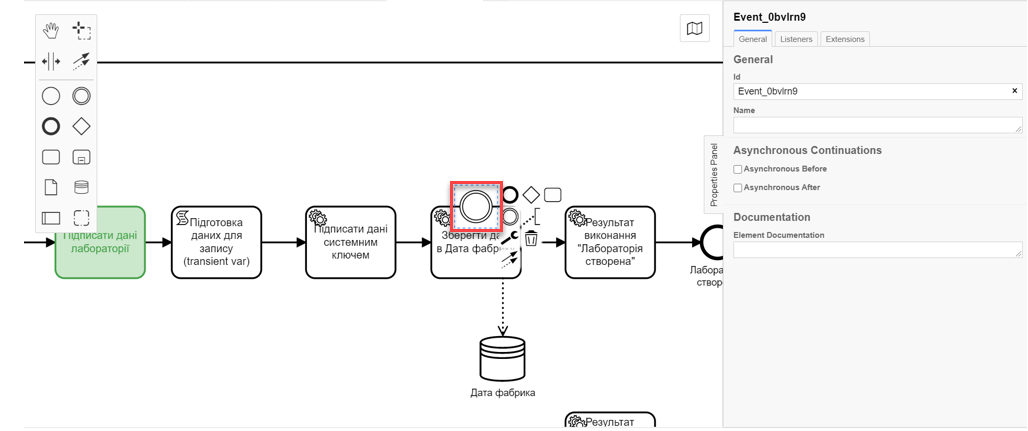 Event_0bvlrn9
General
Listeners
Extensions
General
Id
Event_0bvlrn9
×
Name
Properties Panel
Asynchronous Continuations
Asynchronous Before
Asynchronous After
Documentation
Element Documentation
Підписати дані
лабораторії
Підготовка
даних для
запису
(transient var)
Підписати дані
системним
ключем
Зберегти
в Дата фабр
Результат
виконання
"Лабораторія
створена"
Лабора
створ
Дата фабрика
Результат